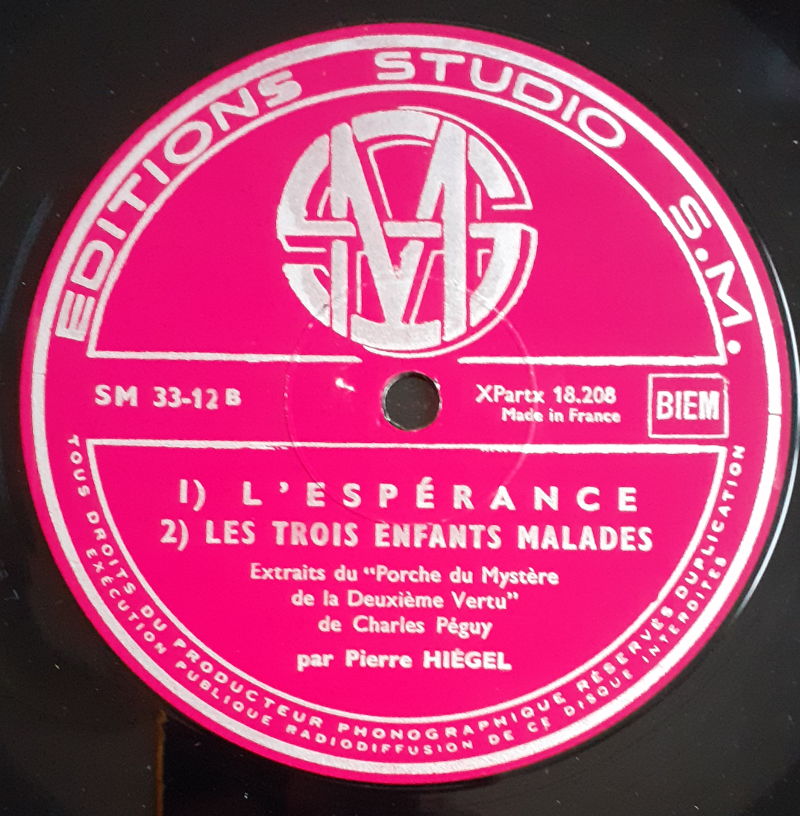 EDITIONS STUDIO S.M.
SM
SM 33-12 B
XPartx 18.208
Made in France
BIEM
1) L'ESPÉRANCE
2) LES TROIS ENFANTS MALADES
Extraits du "Porche du Mystère
de la Deuxième Vertu"
de Charles Péguy
par Pierre HIÉGEL
TOUS DROITS DU PRODUCTEUR PHONOGRAPHIQUE RÉSERVÉS DUPLICATION
EXÉCUTION PUBLIQUE RADIODIFFUSION DE CE DISQUE INTERDITES